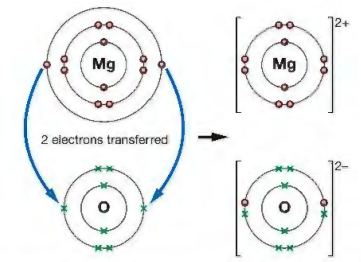 Mg
Mg
2+
2 electrons transferred
O
O
2–